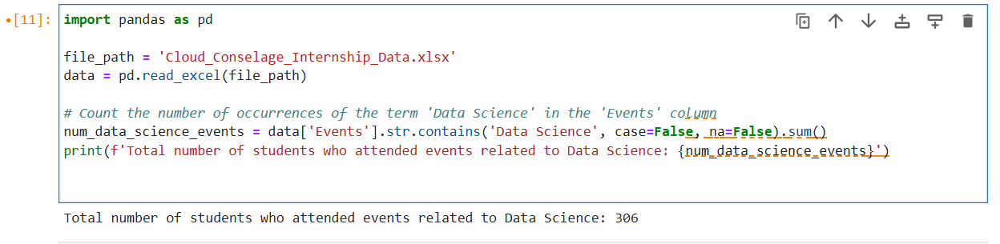 [11]:
import pandas as pd
file_path = 'Cloud_Conselage_Internship_Data.xlsx'
data = pd.read_excel(file_path)
# Count the number of occurrences of the term 'Data Science' in the 'Events' column
num_data_science_events = data['Events'].str.contains('Data Science', case=False, na=False).sum()
print(f'Total number of students who attended events related to Data Science: {num_data_science_events}')
Total number of students who attended events related to Data Science: 306